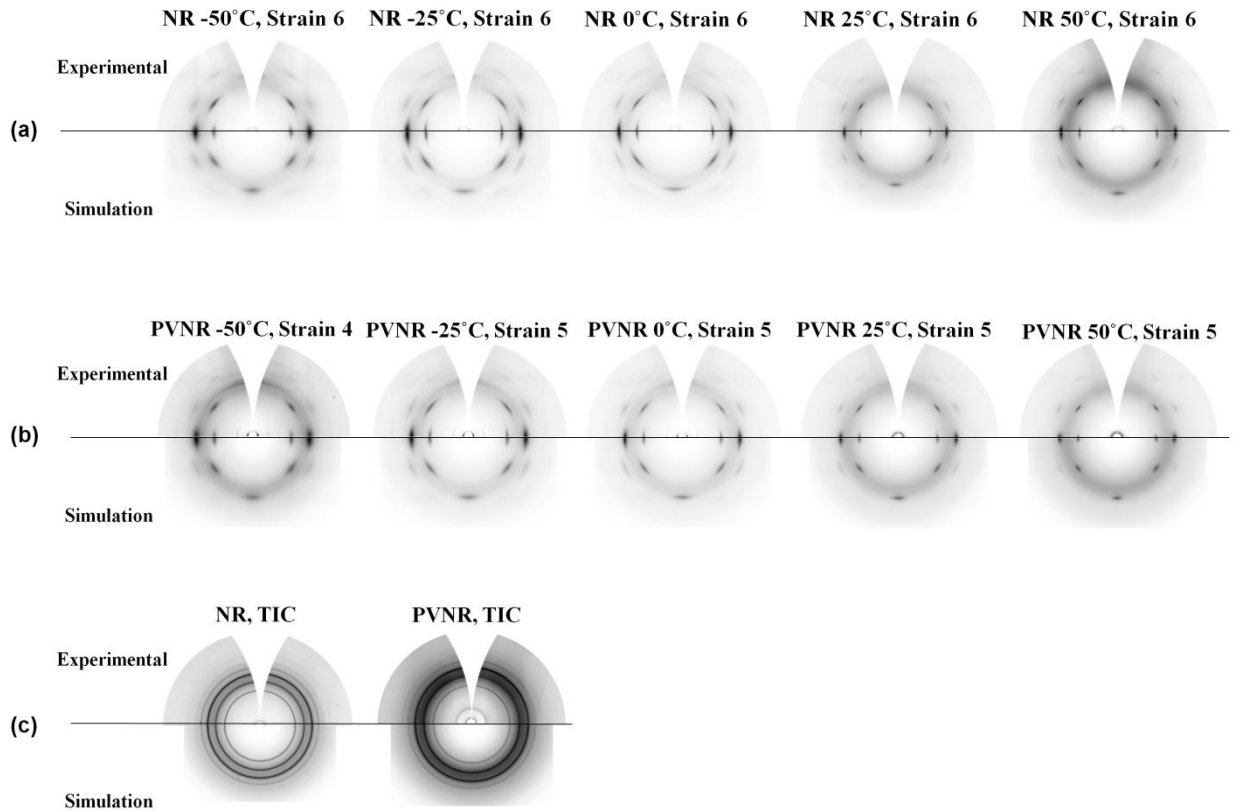 NR -50˚C, Strain 6
NR -25˚C, Strain 6
NR 0˚C, Strain 6
NR 25˚C, Strain 6
NR 50˚C, Strain 6
Experimental
(a)
Simulation
PVNR -50˚C, Strain 4
PVNR -25˚C, Strain 5
PVNR 0˚C, Strain 5
PVNR 25˚C, Strain 5
PVNR 50˚C, Strain 5
Experimental
(b)
Simulation
NR, TIC
PVNR, TIC
Experimental
(c)
Simulation